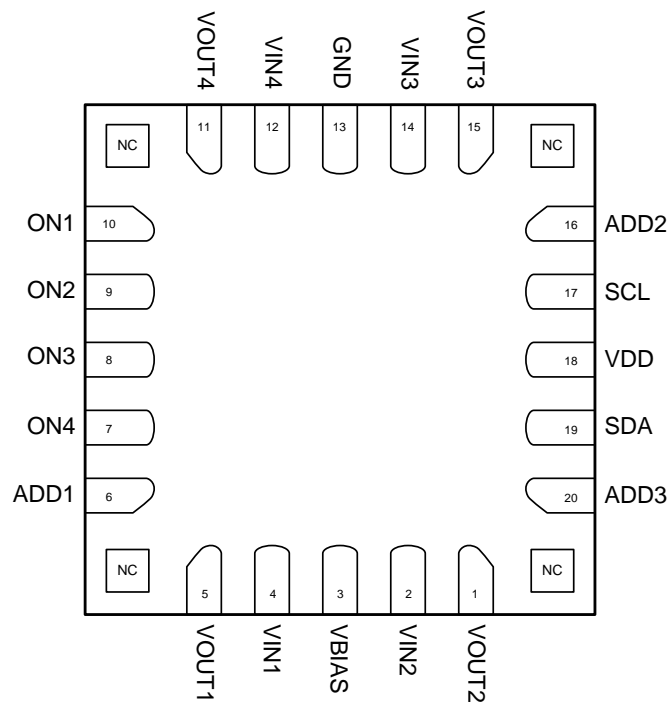 VOUT4
VIN4
GND
VIN3
VOUT3
11
12
13
14
15
NC
NC
ON1
10
16
ADD2
ON2
9
17
SCL
ON3
8
18
VDD
ON4
7
19
SDA
ADD1
6
20
ADD3
NC
NC
5
4
3
2
1
VOUT1
VIN1
VBIAS
VIN2
VOUT2